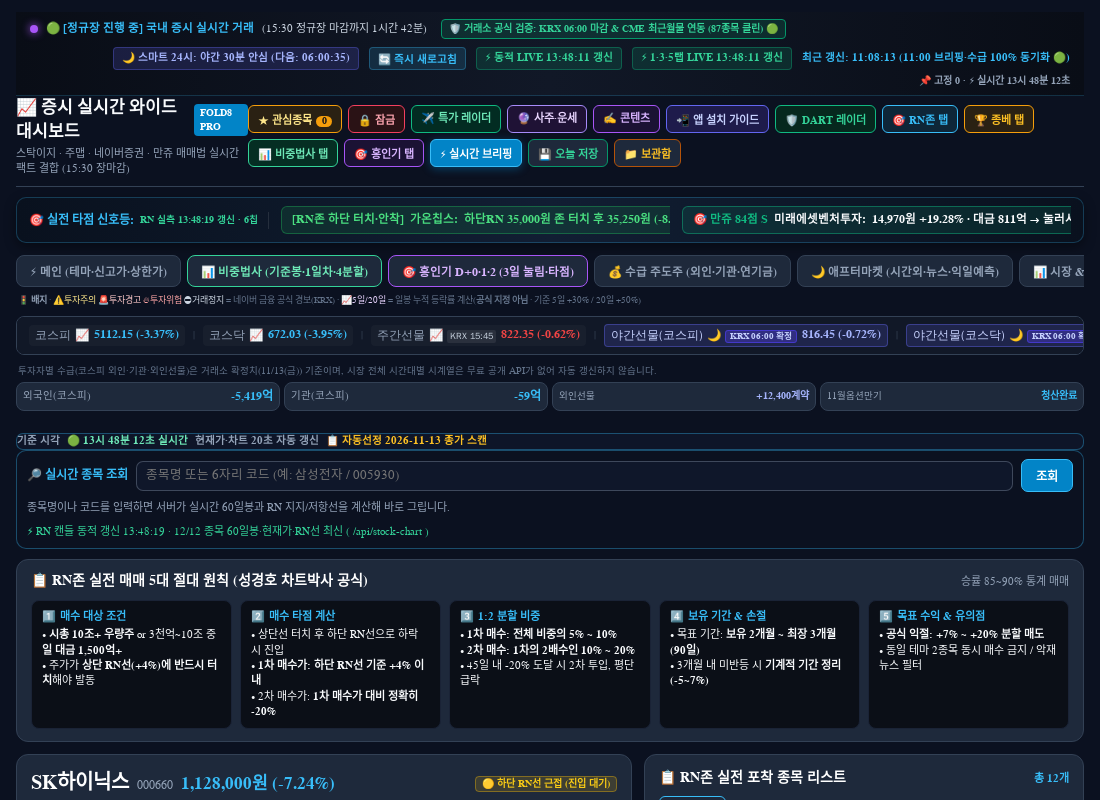 🟢 [정규장 진행 중] 국내 증시 실시간 거래 (15:30 정규장 마감까지 1시간 42분) 🛡️ 거래소 공식 검증: KRX 06:00 마감 & CME 최근월물 연동 (87종목 클린) 🟢
🌙 스마트 24시: 야간 30분 안심 (다음: 06:00:35) 🔄 즉시 새로고침 ⚡ 동적 LIVE 13:48:11 갱신 ⚡ 1·3·5탭 LIVE 13:48:11 갱신 최근 갱신: 11:08:13 (11:00 브리핑·수급 100% 동기화 🟢)
📌 고정 0 · ⚡ 실시간 13시 48분 12초
📈 증시 실시간 와이드 대시보드
FOLD8 PRO
★ 관심종목 0 🔒 잠금 ✈️ 특가 레이더 🔮 사주·운세 ✍️ 콘텐츠 📲 앱 설치 가이드 🛡️ DART 레이더 🎯 RN존 탭 🏆 종베 탭
스탁이지 · 주맵 · 네이버증권 · 만쥬 매매법 실시간 팩트 결합 (15:30 장마감)
📊 비중법사 탭 🎯 홍인기 탭 ⚡ 실시간 브리핑 💾 오늘 저장 📁 보관함
🎯 실전 타점 신호등: RN 실측 13:48:19 갱신 · 6칩 [RN존 하단 터치·안착] 가온칩스: 하단RN 35,000원 존 터치 후 35,250원 (-8. 🎯 만쥬 84점 S 미래에셋벤처투자: 14,970원 +19.28% · 대금 811억 → 눌러서
⚡ 메인 (테마·신고가·상한가) 📊 비중법사 (기준봉·1일차·4분할) 🎯 홍인기 D+0·1·2 (3일 눌림·타점) 💰 수급 주도주 (외인·기관·연기금) 🌙 애프터마켓 (시간외·뉴스·익일예측) 📊 시장 &
🚦 배지 · ⚠️투자주의 🚨투자경고 ⛔투자위험 ⛔거래정지 = 네이버 금융 공식 경보(KRX) · 📈5일/20일 = 일봉 누적 등락률 계산(공식 지정 아님 · 기준 5일 +30% / 20일 +50%)
코스피 📈 5112.15 (-3.37%) 코스닥 📈 672.03 (-3.95%) 주간선물 📈 KRX 15:45 822.35 (-0.62%) 야간선물(코스피) 🌙 KRX 06:00 확정 816.45 (-0.72%) 야간선물(코스닥) 🌙 KRX 06:00 확
투자자별 수급(코스피 외인·기관·외인선물)은 거래소 확정치(11/13(금)) 기준이며, 시장 전체 시간대별 시계열은 무료 공개 API가 없어 자동 갱신하지 않습니다.
외국인(코스피) -5,419억 기관(코스피) -59억 외인선물 +12,400계약 11월옵션만기 청산완료
기준 시각 🟢 13시 48분 12초 실시간 현재가·차트 20초 자동 갱신 📋 자동선정 2026-11-13 종가 스캔
🔎 실시간 종목 조회 종목명 또는 6자리 코드 (예: 삼성전자 / 005930) 조회
종목명이나 코드를 입력하면 서버가 실시간 60일봉과 RN 지지/저항선을 계산해 바로 그립니다.
⚡ RN 캔들 동적 갱신 13:48:19 · 12/12 종목 60일봉·현재가·RN선 최신 ( /api/stock-chart )
📋 RN존 실전 매매 5대 절대 원칙 (성경호 차트박사 공식) 승률 85~90% 통계 매매
1️⃣ 매수 대상 조건
• 시총 10조+ 우량주 or 3천억~10조 중
일 대금 1,500억+
• 주가가 상단 RN선(+4%)에 반드시 터
치해야 발동
2️⃣ 매수 타점 계산
• 상단선 터치 후 하단 RN선으로 하락
시 진입
• 1차 매수가: 하단 RN선 기준 +4% 이
내
• 2차 매수가: 1차 매수가 대비 정확히
-20%
3️⃣ 1:2 분할 비중
• 1차 매수: 전체 비중의 5% ~ 10%
• 2차 매수: 1차의 2배수인 10% ~ 20%
• 45일 내 -20% 도달 시 2차 투입, 평단
급락
4️⃣ 보유 기간 & 손절
• 목표 기간: 보유 2개월 ~ 최장 3개월
(90일)
• 3개월 내 미반등 시 기계적 기간 정리
(-5~7%)
5️⃣ 목표 수익 & 유의점
• 공식 익절: +7% ~ +20% 분할 매도
• 동일 테마 2종목 동시 매수 금지 / 악재
뉴스 필터
SK하이닉스 000660 1,128,000원 (-7.24%) 🟡 하단 RN선 근접 (진입 대기)
📋 RN존 실전 포착 종목 리스트 총 12개